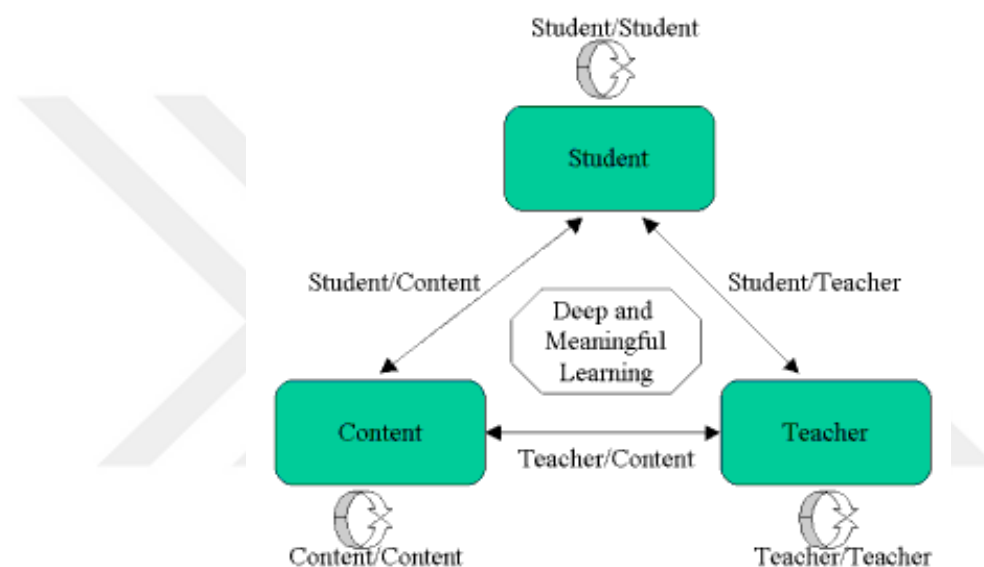 Student/Student
Student
Student/Content
Student/Teacher
Deep and
Meaningful
Learning
Content
Teacher
Teacher/Content
Content/Content
Teacher/Teacher